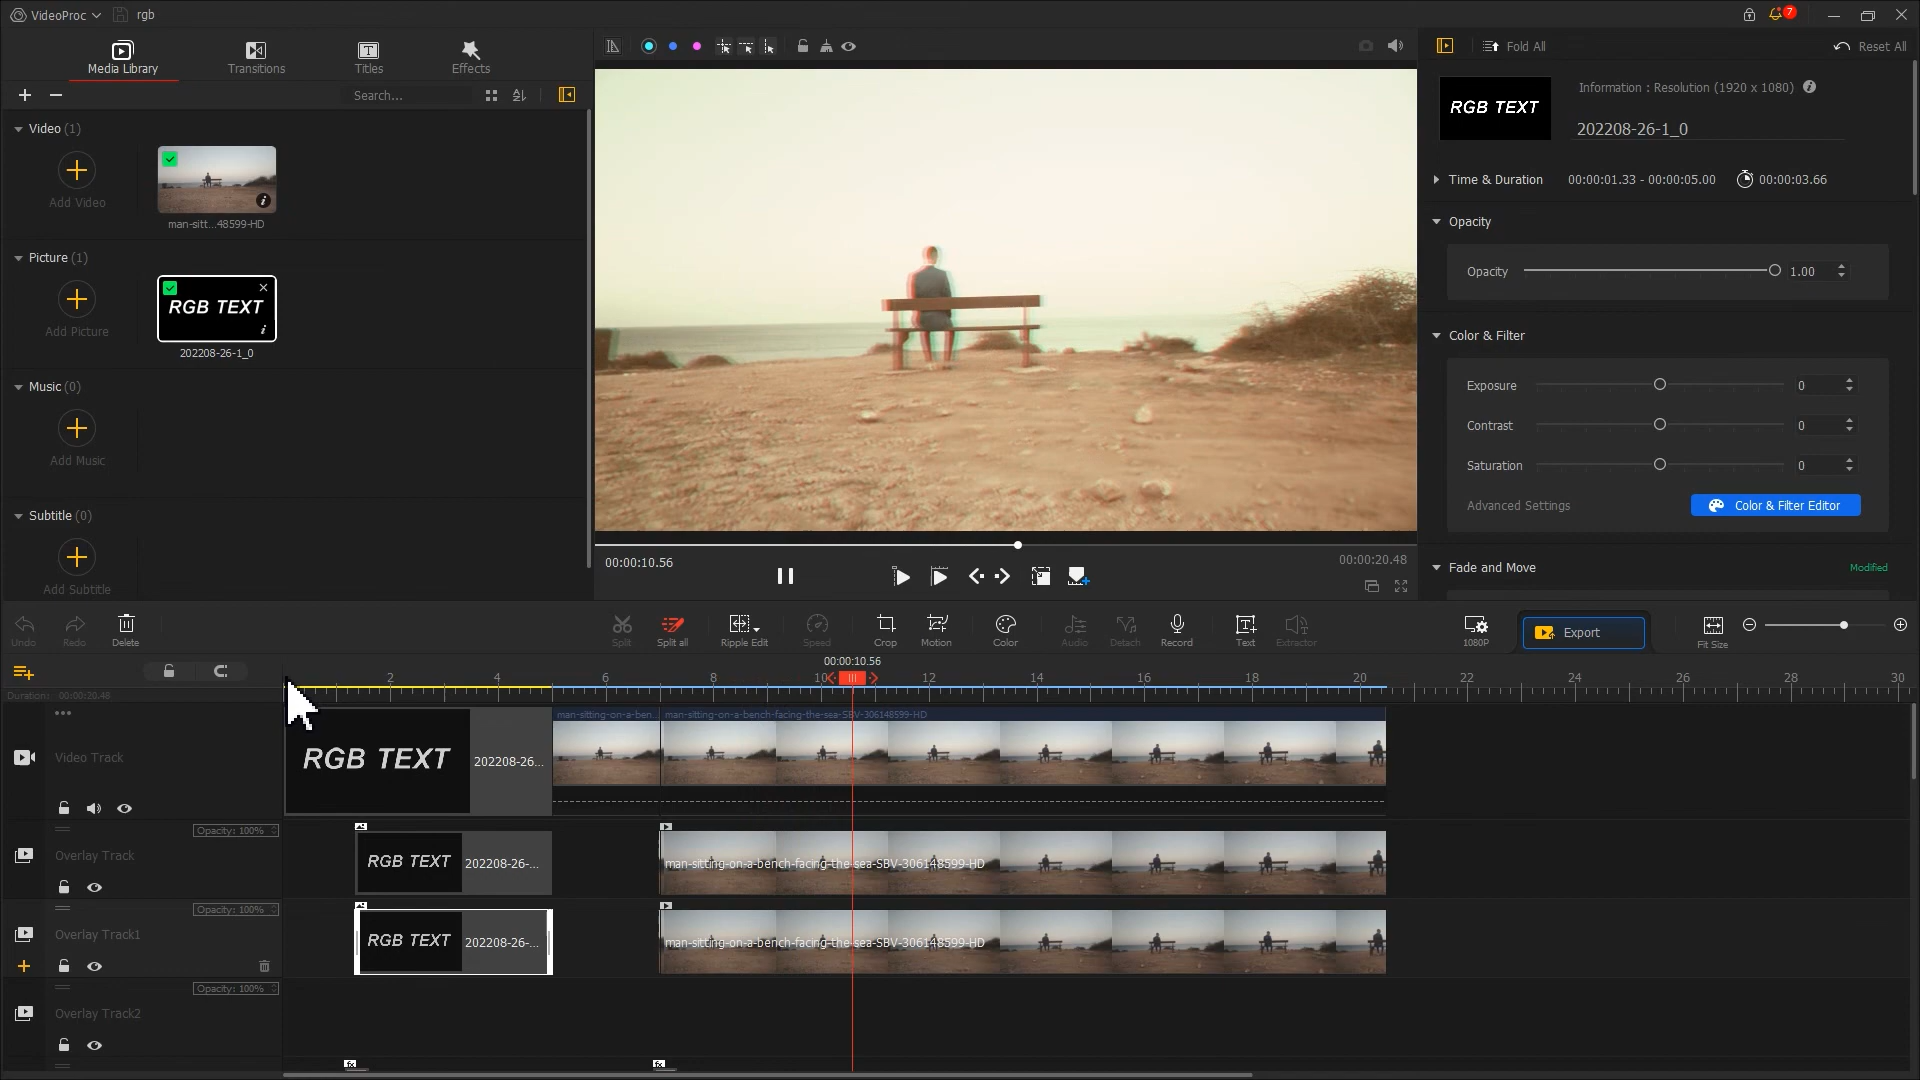 VideoProc rgb 7
Media Library Transitions Titles Effects
Search...
Video (1)
Add Video
man-sitt...48599-HD
Picture (1)
RGB TEXT
Add Picture
202208-26-1_0
Music (0)
Add Music
Subtitle (0)
Add Subtitle
00:00:10.56 00:00:20.48
Fold All Reset All
RGB TEXT
Information : Resolution (1920 x 1080)
202208-26-1_0
Time & Duration 00:00:01.33 - 00:00:05.00 00:00:03.66
Opacity
Opacity 1.00
Color & Filter
Exposure 0
Contrast 0
Saturation 0
Advanced Settings Color & Filter Editor
Fade and Move Modified
Undo Redo Delete Split Split all Ripple Edit Speed Crop Motion Color Audio Detach Record Text Extractor 1080P Export Fit Size
00:00:10.56
2 4 6 8 10 12 14 16 18 20 22 24 26 28 30
Duration: 00:00:20.48
man-sitting-on-a-ben... man-sitting-on-a-bench-facing-the-sea-SBV-306148599-HD
Video Track RGB TEXT 202208-26...
Opacity: 100%
Overlay Track RGB TEXT 202208-26-... man-sitting-on-a-bench-facing-the-sea-SBV-306148599-HD
Opacity: 100%
Overlay Track1 RGB TEXT 202208-26-... man-sitting-on-a-bench-facing-the-sea-SBV-306148599-HD
Opacity: 100%
Overlay Track2
fx fx